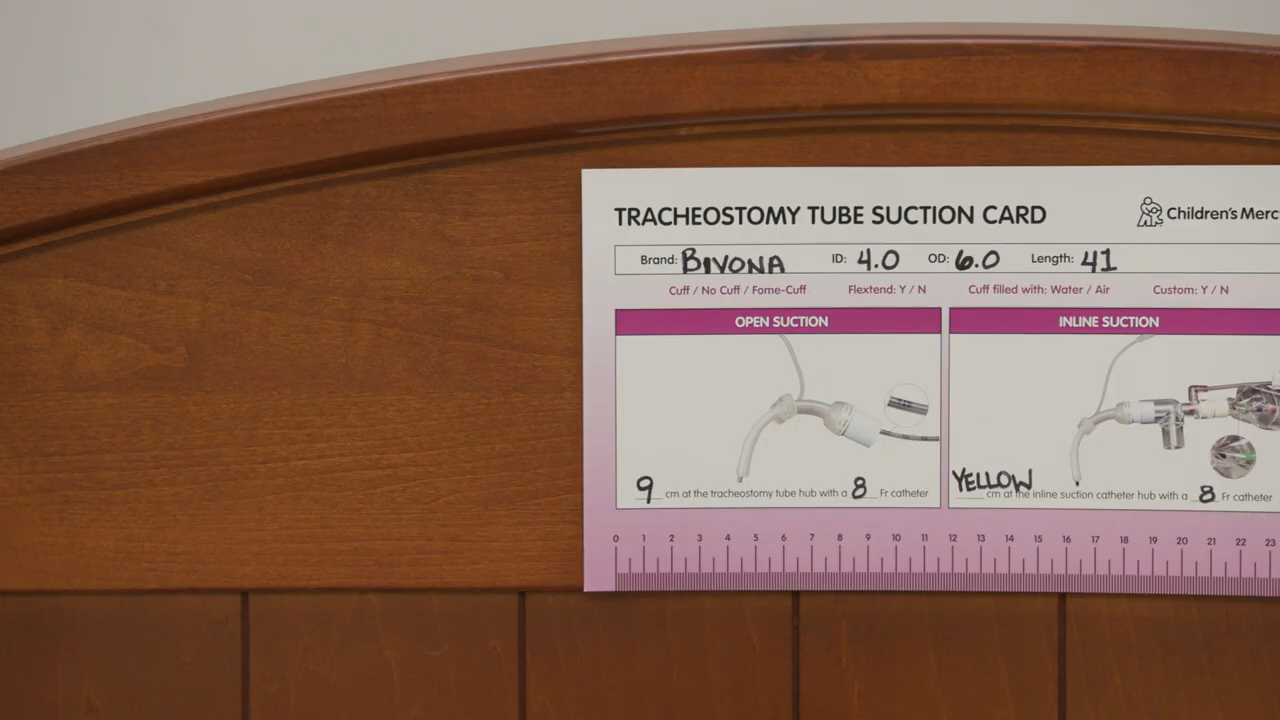 TRACHEOSTOMY TUBE SUCTION CARD
Children's Merc
Brand: BIVONA ID: 4.0 OD: 6.0 Length: 41
Cuff / No Cuff / Fome-Cuff Flextend: Y / N Cuff filled with: Water / Air Custom: Y / N
OPEN SUCTION
9 cm at the tracheostomy tube hub with a 8 Fr catheter
INLINE SUCTION
YELLOW
cm at the inline suction catheter hub with a 8 Fr catheter
0 1 2 3 4 5 6 7 8 9 10 11 12 13 14 15 16 17 18 19 20 21 22 23